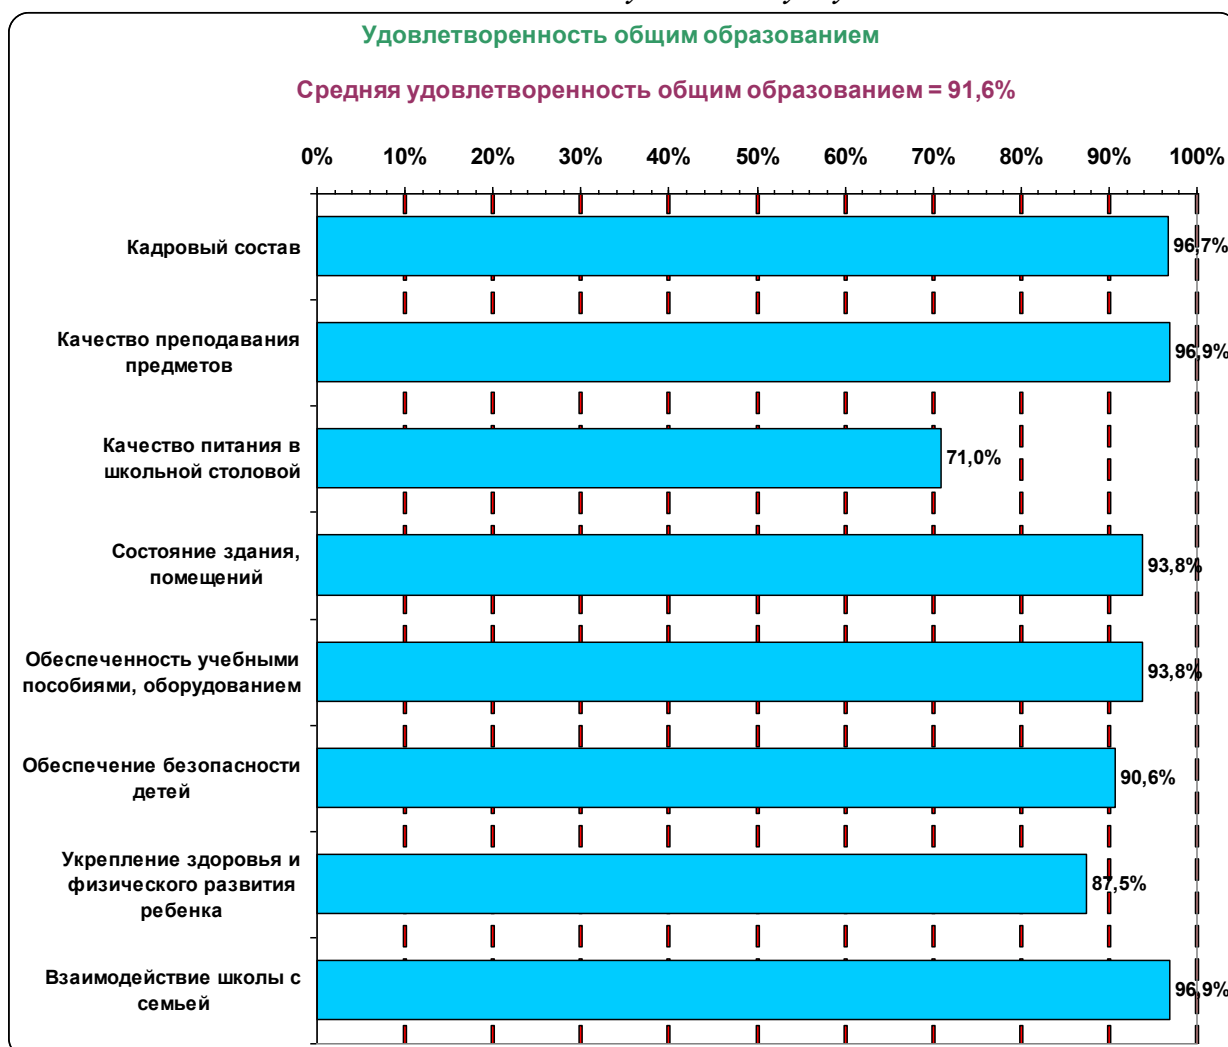 Удовлетворенность общим образованием
Средняя удовлетворенность общим образованием = 91,6%
0% 10% 20% 30% 40% 50% 60% 70% 80% 90% 100%
Кадровый состав
96,7%
Качество преподавания
предметов
96,9%
Качество питания в
школьной столовой
71,0%
Состояние здания,
помещений
93,8%
Обеспеченность учебными
пособиями, оборудованием
93,8%
Обеспечение безопасности
детей
90,6%
Укрепление здоровья и
физического развития
ребенка
87,5%
Взаимодействие школы с
семьей
96,9%